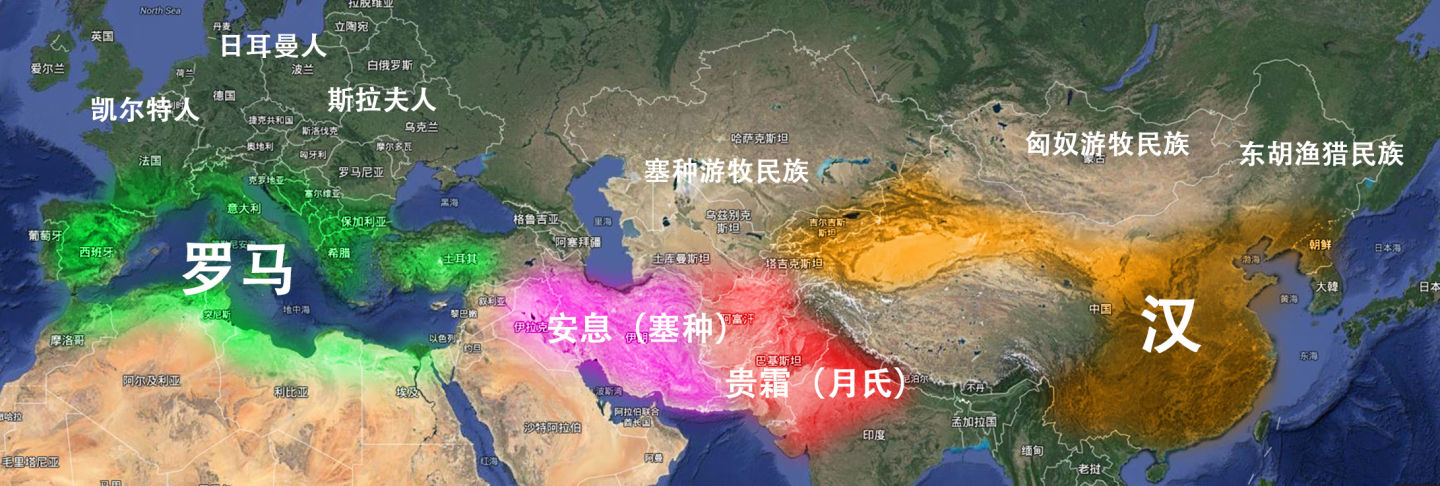 拉脱维亚
North Sea
丹麦
立陶宛
英国
日耳曼人
爱尔兰
荷兰
波兰
白俄罗斯
德国
凯尔特人
斯拉夫人
捷克共和国
斯洛伐克
乌克兰
奥地利
匈牙利
摩尔多瓦
法国
罗马尼亚
哈萨克斯坦
匈奴游牧民族
蒙古
东胡渔猎民族
塞种游牧民族
克罗地亚
塞尔维亚
意大利
保加利亚
黑海
格鲁吉亚
里海
乌兹别克
斯坦
吉尔吉斯
斯坦
葡萄牙
西班牙
希腊
土耳其
阿塞拜疆
土库曼斯坦
塔吉克斯坦
朝鲜
日本海
渤海
罗马
地中海
突尼斯
叙利亚
黎巴嫩
大韓
日本
黄海
中国
汉
摩洛哥
以色列
约旦
伊拉克
安息（塞种）
伊朗
阿富汗
巴基斯坦
东海
阿尔及利亚
利比亚
埃及
波斯湾
贵霜（月氏）
尼泊尔
不丹
沙特阿拉伯
阿拉伯联合
酋长国
印度
孟加拉国
缅甸
毛里塔尼亚
红海
阿曼
老挝